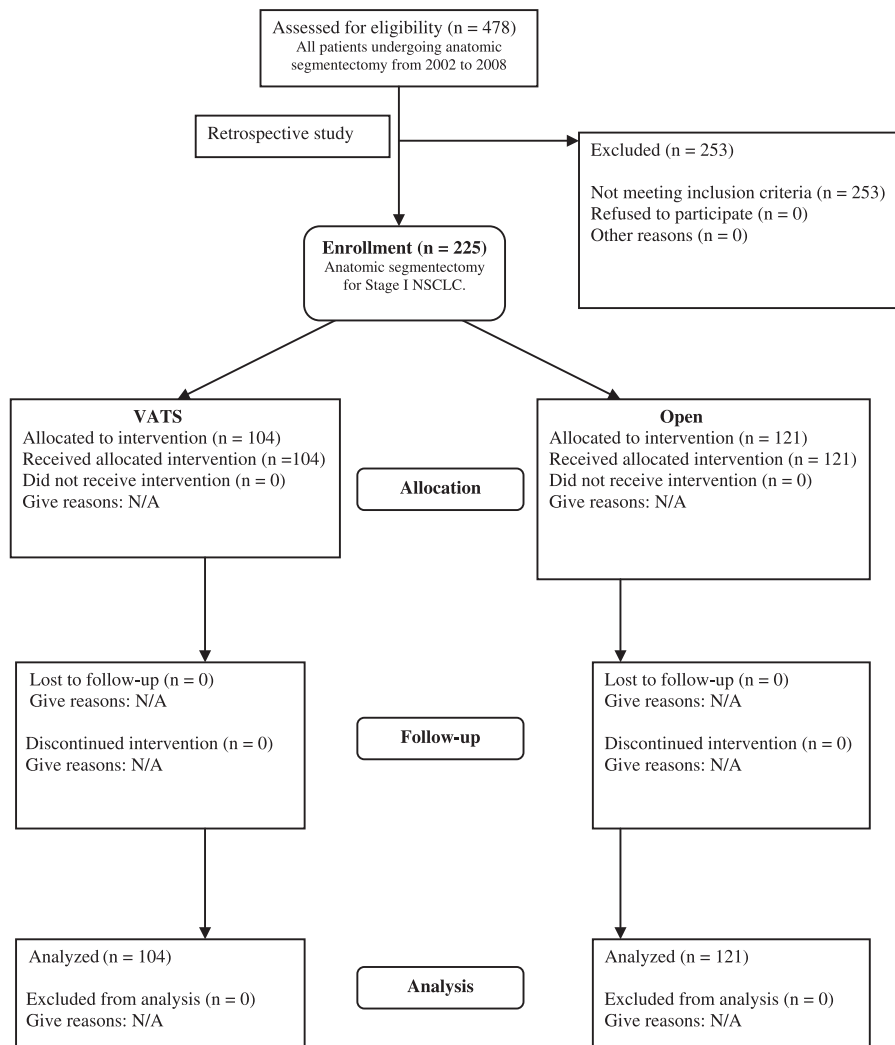 Assessed for eligibility (n = 478)
All patients undergoing anatomic
segmentectomy from 2002 to 2008
Retrospective study
Excluded (n = 253)
Not meeting inclusion criteria (n = 253)
Refused to participate (n = 0)
Other reasons (n = 0)
Enrollment (n = 225)
Anatomic segmentectomy
for Stage I NSCLC.
VATS
Allocated to intervention (n = 104)
Received allocated intervention (n =104)
Did not receive intervention (n = 0)
Give reasons: N/A
Allocation
Open
Allocated to intervention (n = 121)
Received allocated intervention (n = 121)
Did not receive intervention (n = 0)
Give reasons: N/A
Lost to follow-up (n = 0)
Give reasons: N/A
Discontinued intervention (n = 0)
Give reasons: N/A
Follow-up
Lost to follow-up (n = 0)
Give reasons: N/A
Discontinued intervention (n = 0)
Give reasons: N/A
Analyzed (n = 104)
Excluded from analysis (n = 0)
Give reasons: N/A
Analysis
Analyzed (n = 121)
Excluded from analysis (n = 0)
Give reasons: N/A